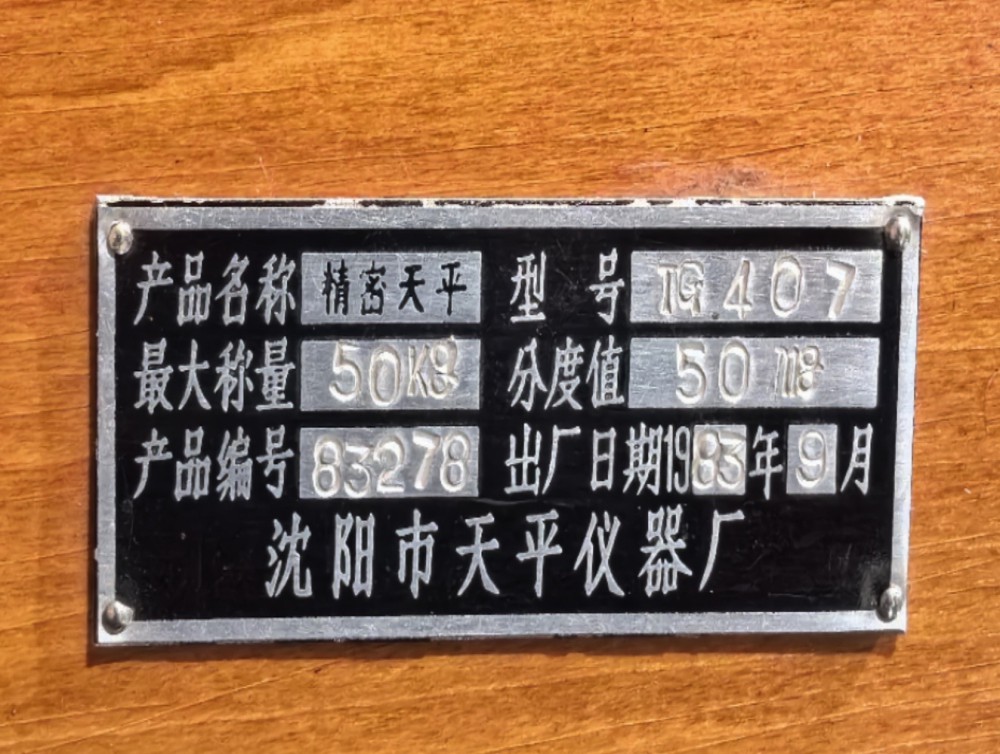 产品名称 精密天平 型 号 TG 407
最大称量 50Kg 分度值 50 mg
产品编号 83278 出厂日期1983年9月
沈阳市天平仪器厂